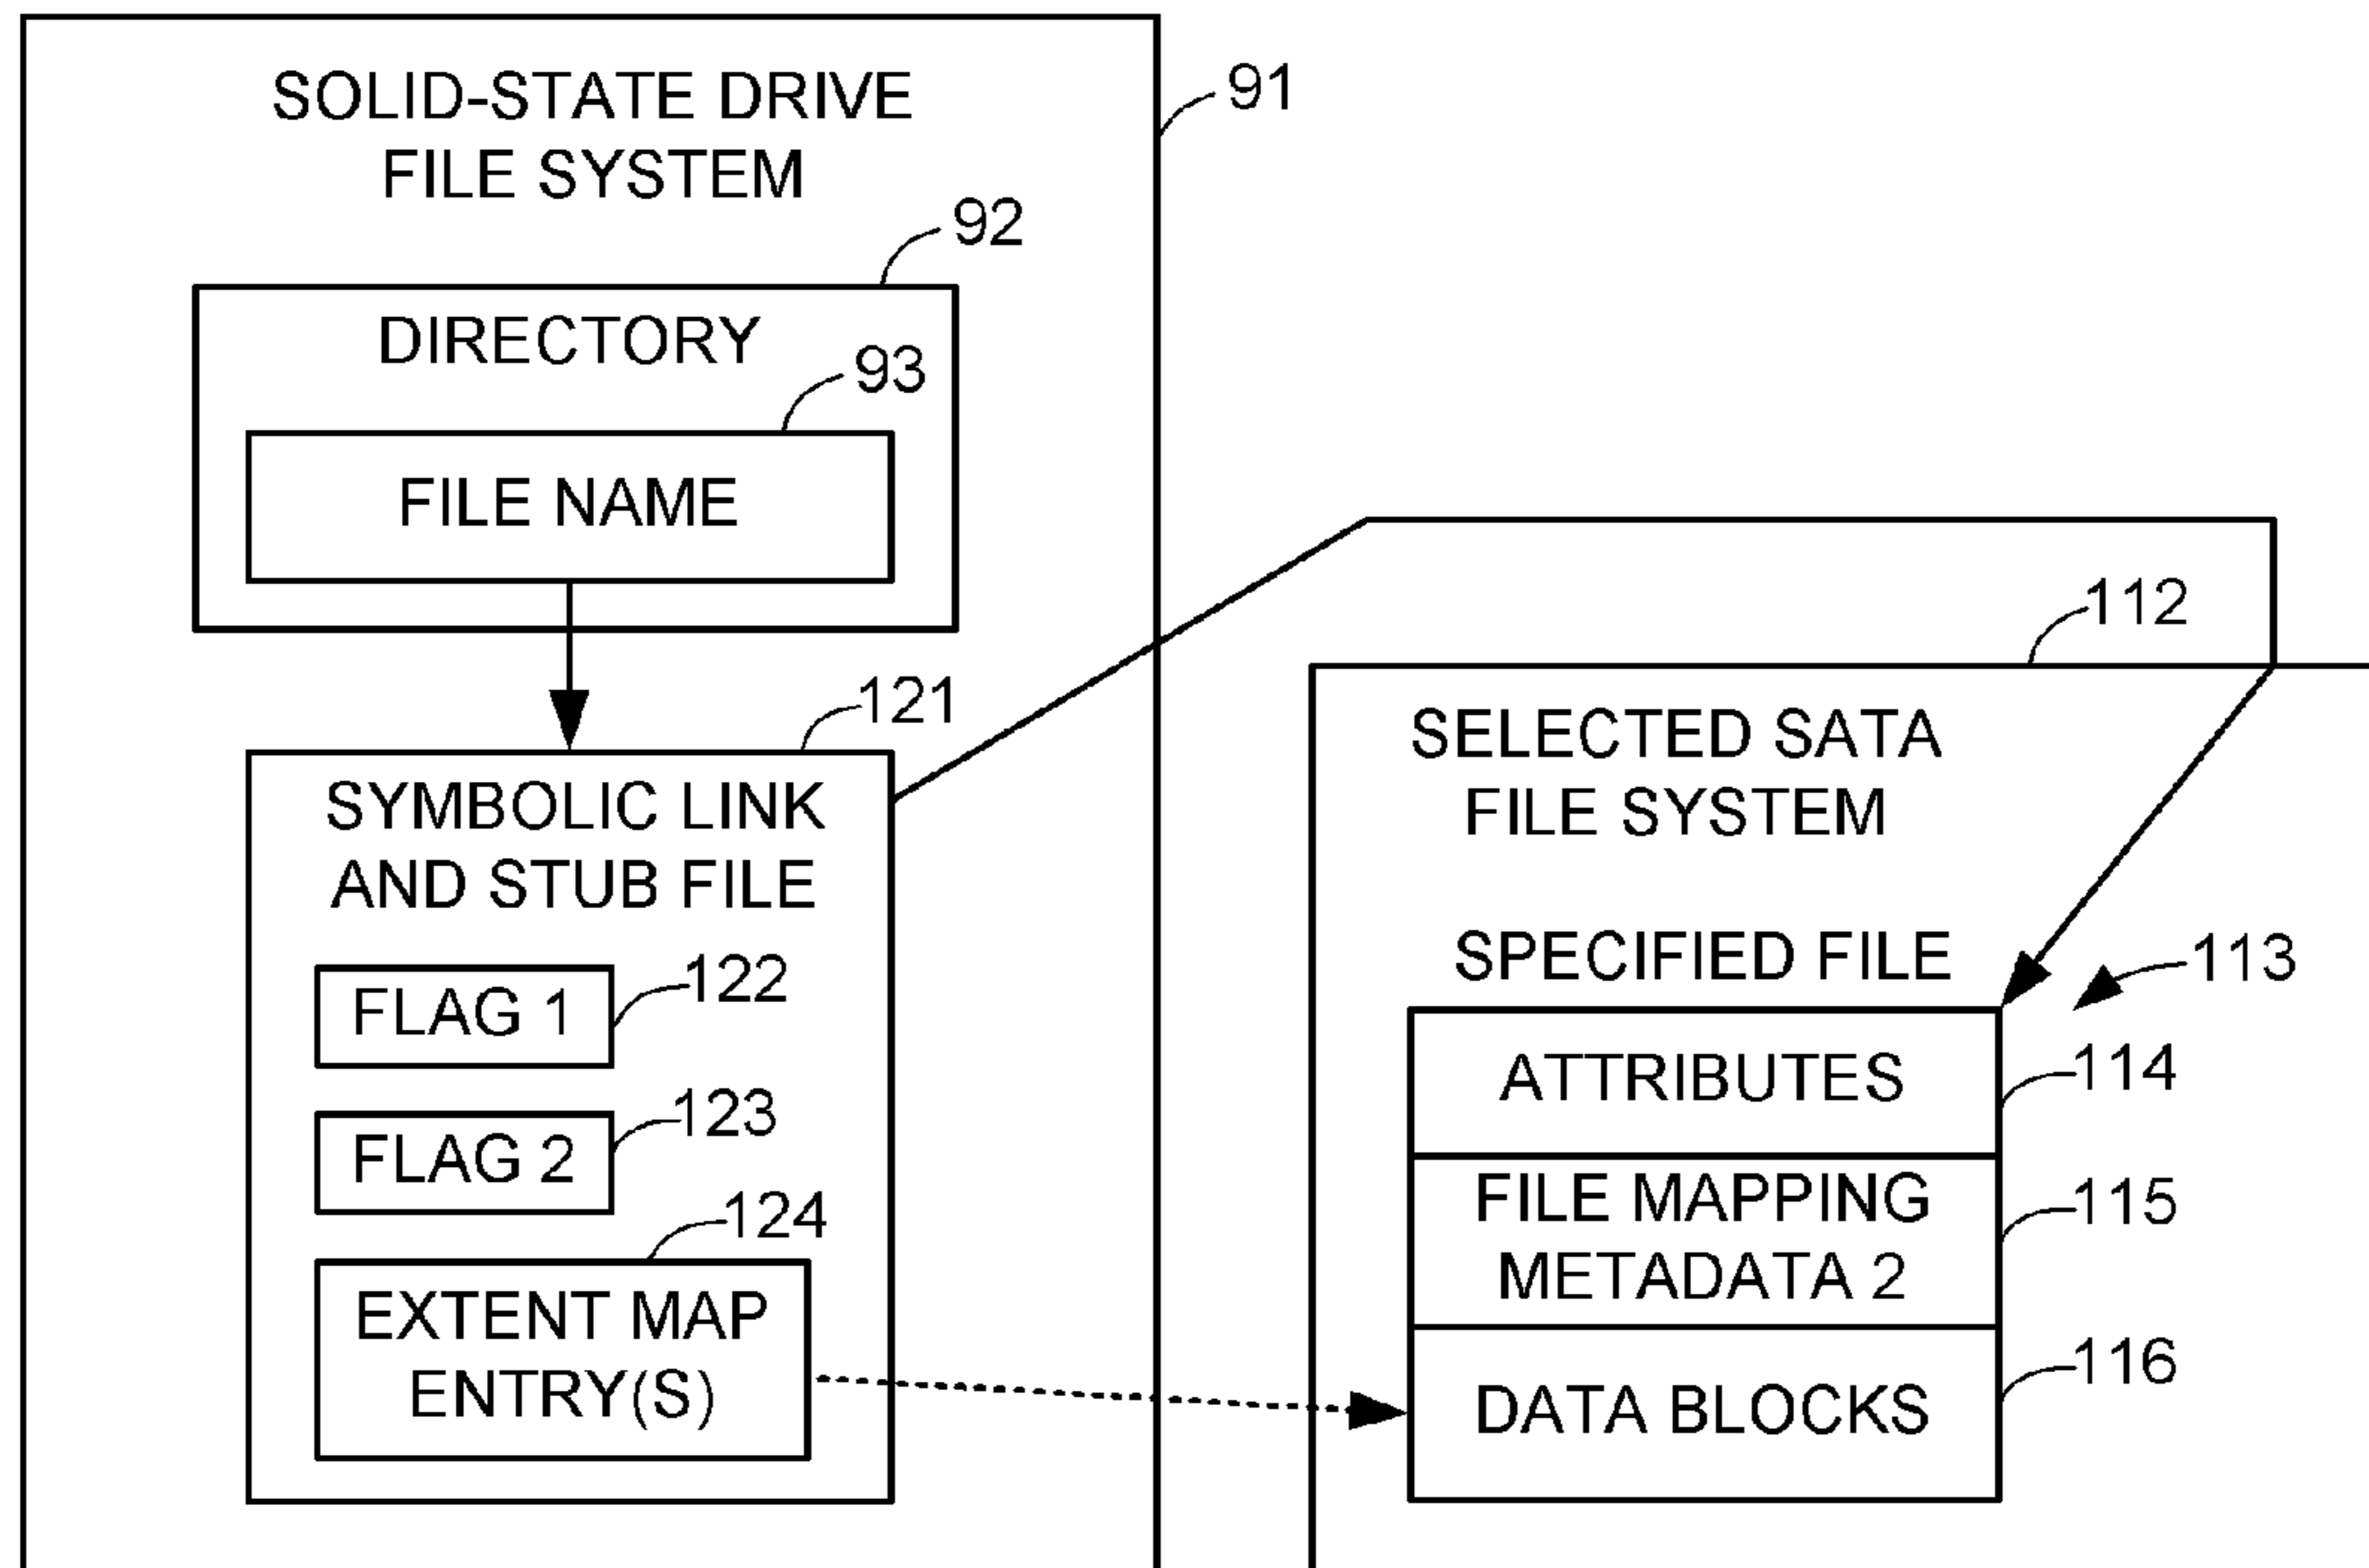 SOLID-STATE DRIVE
FILE SYSTEM
91
92
DIRECTORY
93
FILE NAME
121
SYMBOLIC LINK
AND STUB FILE
FLAG 1
122
FLAG 2
123
124
EXTENT MAP
ENTRY(S)
112
SELECTED SATA
FILE SYSTEM
SPECIFIED FILE
113
ATTRIBUTES
114
FILE MAPPING
METADATA 2
115
DATA BLOCKS
116